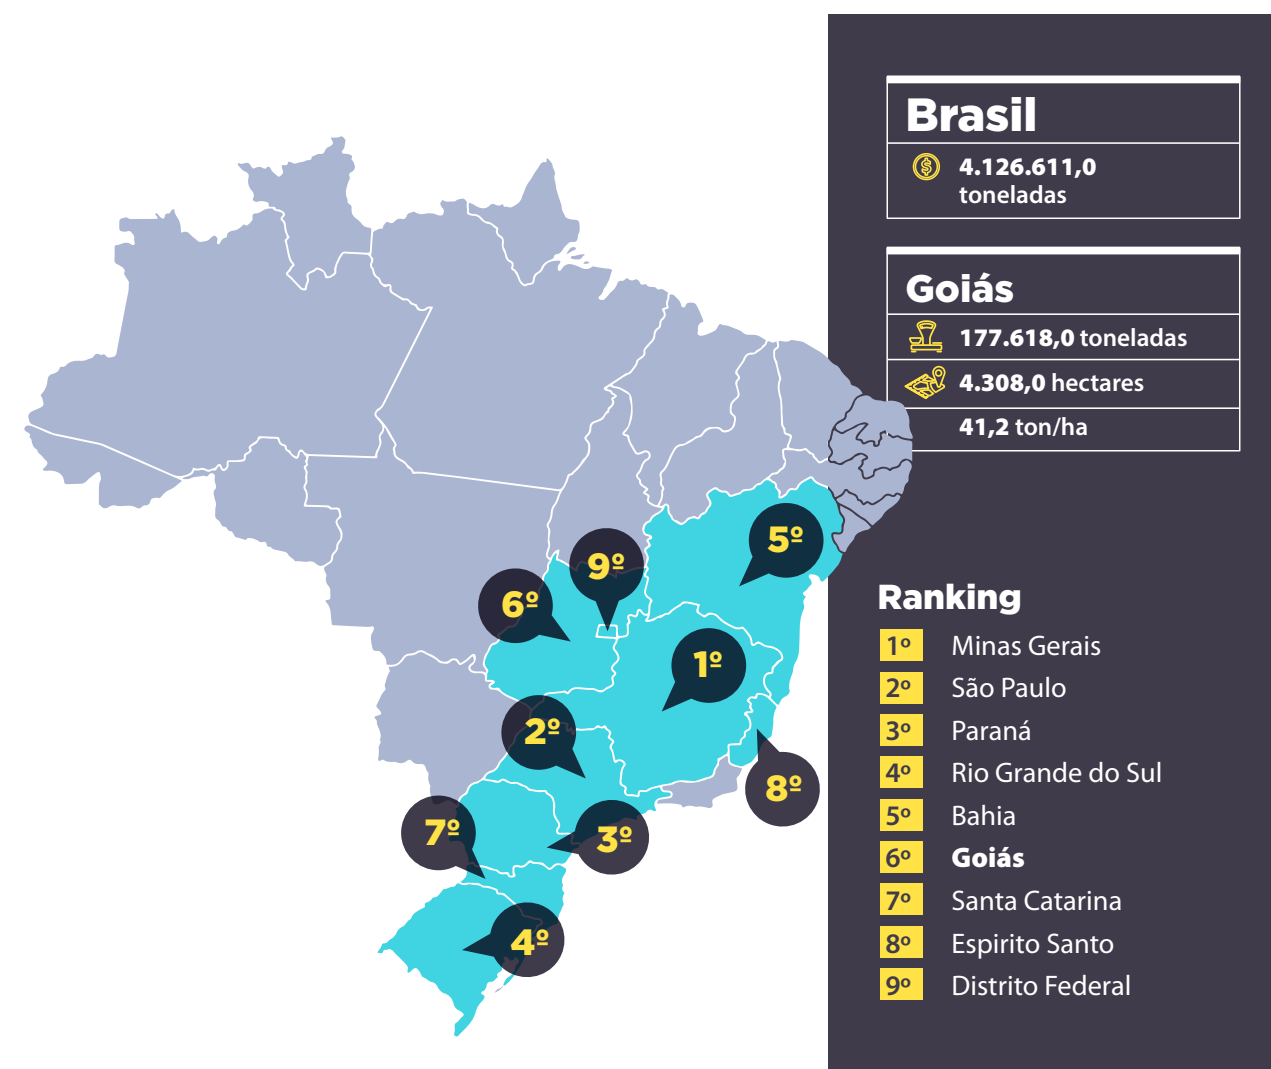 Brasil
4.126.611,0
toneladas
Goiás
177.618,0 toneladas
4.308,0 hectares
41,2 ton/ha
5º
9º
6º
1º
2º
8º
7º
3º
4º
Ranking
1º Minas Gerais
2º São Paulo
3º Paraná
4º Rio Grande do Sul
5º Bahia
6º Goiás
7º Santa Catarina
8º Espirito Santo
9º Distrito Federal